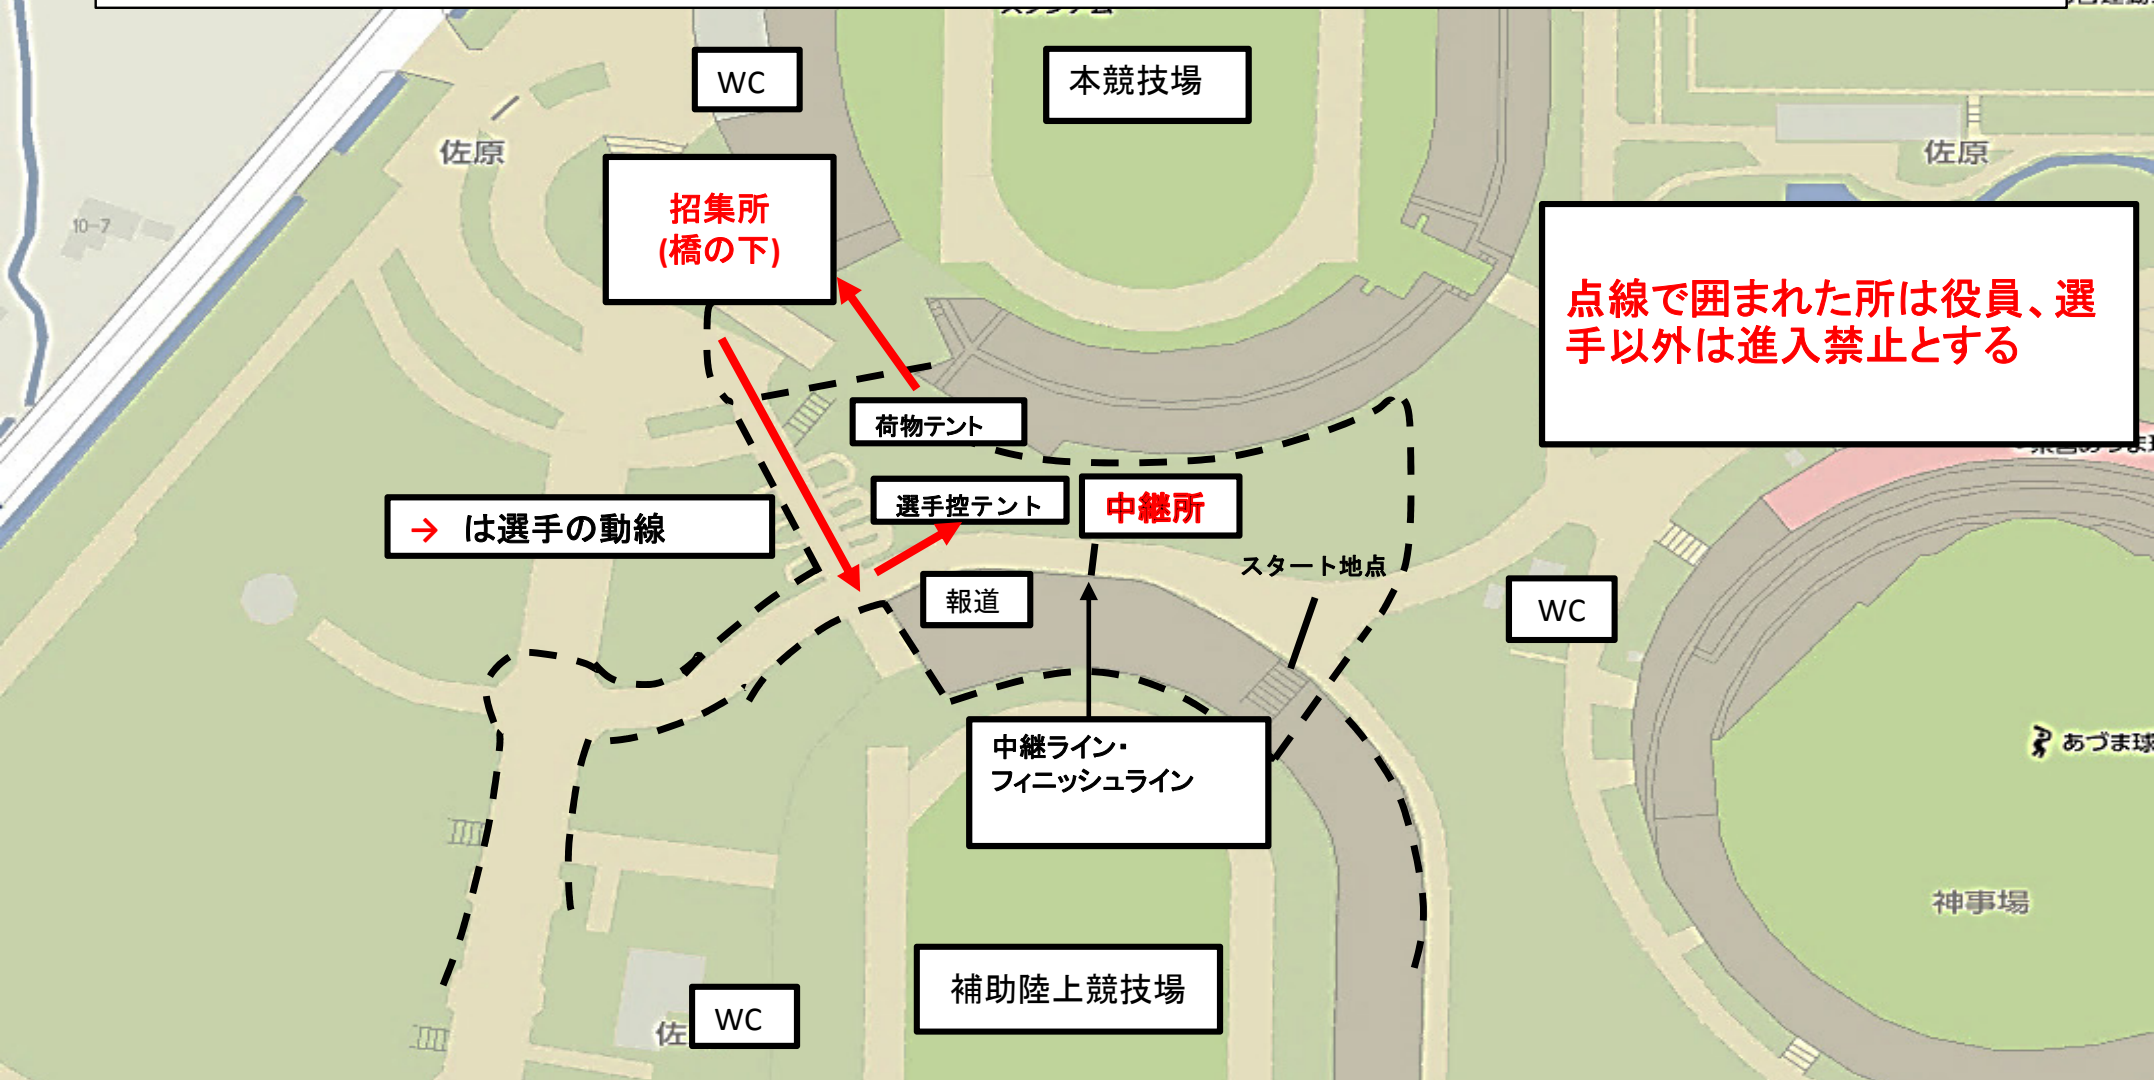 スタジアム
WC
本競技場
佐原
佐原
招集所
(橋の下)
10-7
点線で囲まれた所は役員、選
手以外は進入禁止とする
荷物テント
選手控テント
中継所
→ は選手の動線
スタート地点
報道
WC
中継ライン・
フィニッシュライン
あづま球
神事場
補助陸上競技場
WC
佐